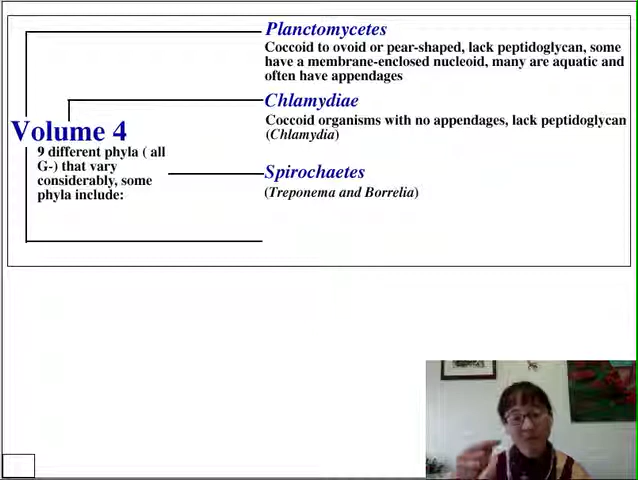 Planctomycetes
Coccoid to ovoid or pear-shaped, lack peptidoglycan, some
have a membrane-enclosed nucleoid, many are aquatic and
often have appendages
Chlamydiae
Coccoid organisms with no appendages, lack peptidoglycan
(Chlamydia)
Volume 4
9 different phyla ( all
G-) that vary
considerably, some
phyla include:
Spirochaetes
(Treponema and Borrelia)